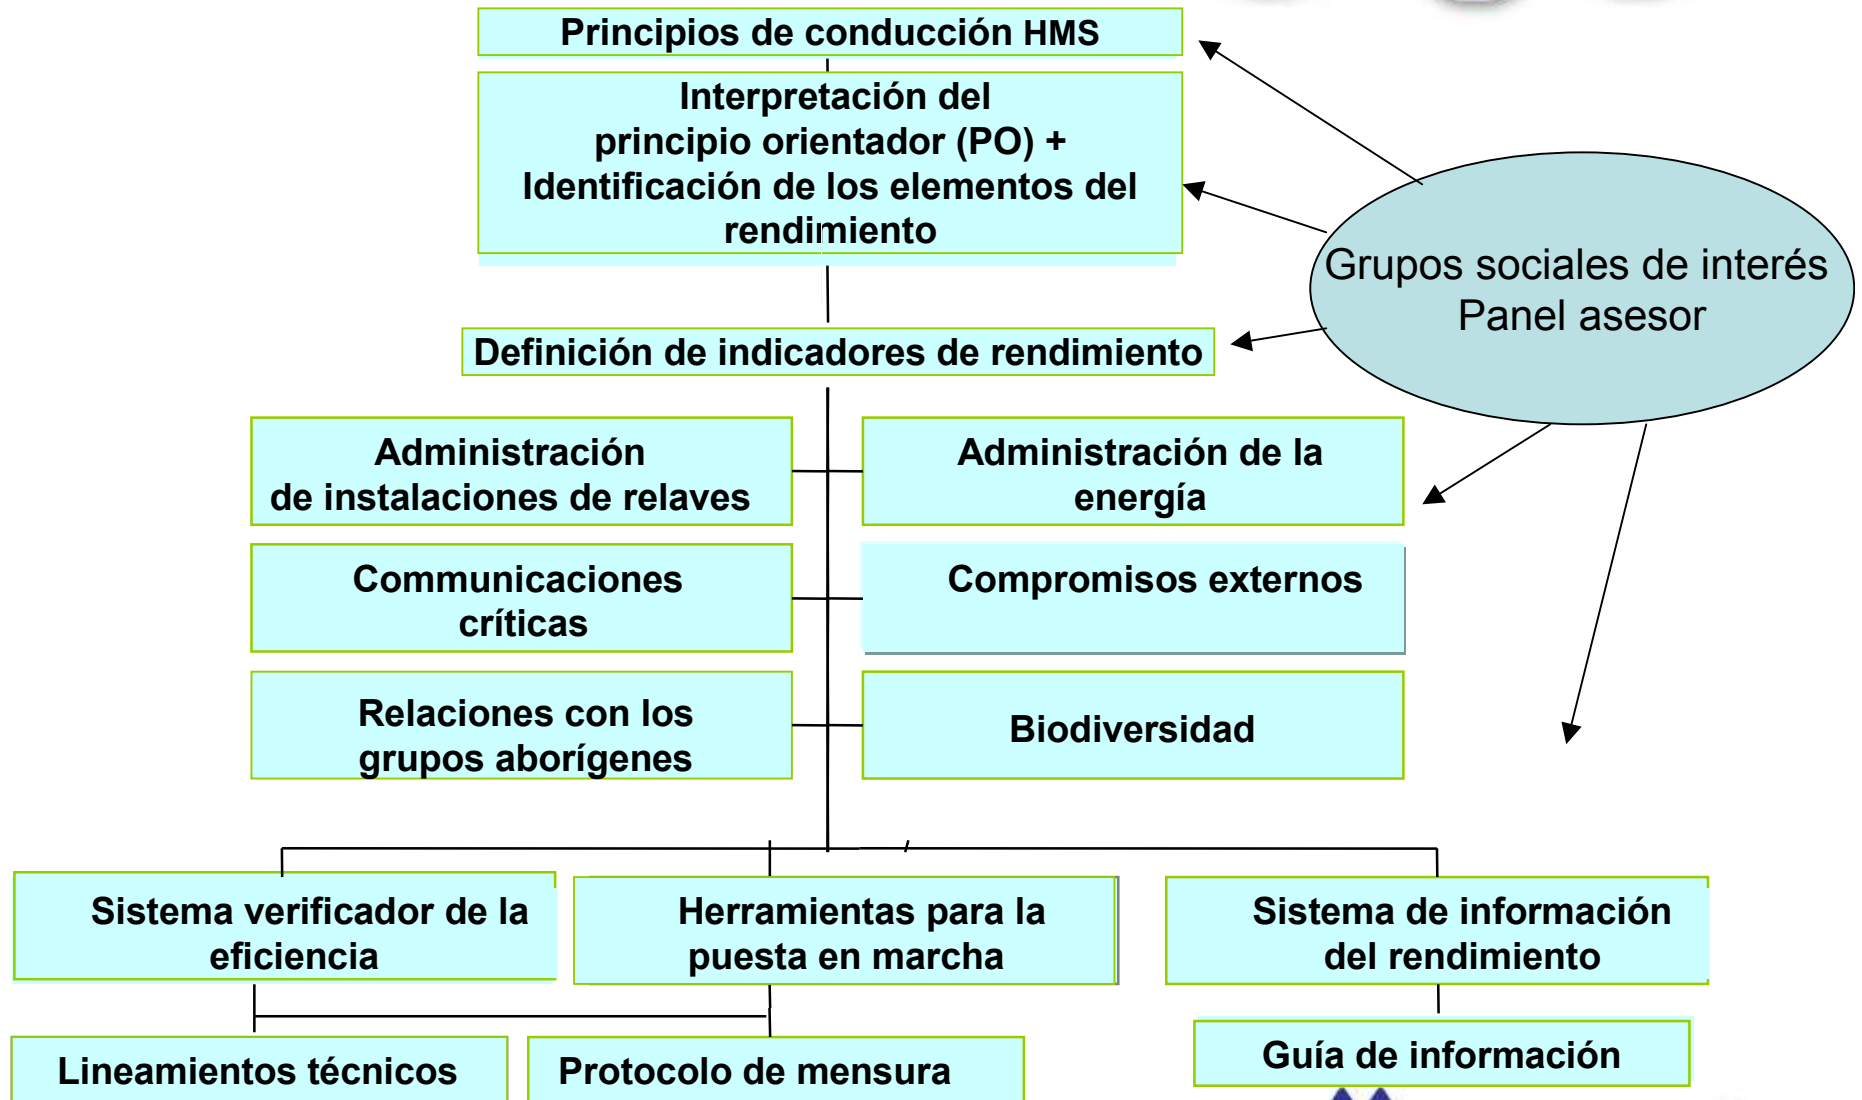 Principios de conducción HMS
Interpretación del
principio orientador (PO) +
Identificación de los elementos del
rendimiento
Grupos sociales de interés
Panel asesor
Definición de indicadores de rendimiento
Administración
de instalaciones de relaves
Administración de la
energía
Communicaciones
críticas
Compromisos externos
Relaciones con los
grupos aborígenes
Biodiversidad
Sistema verificador de la
eficiencia
Herramientas para la
puesta en marcha
Sistema de información
del rendimiento
Lineamientos técnicos
Protocolo de mensura
Guía de información